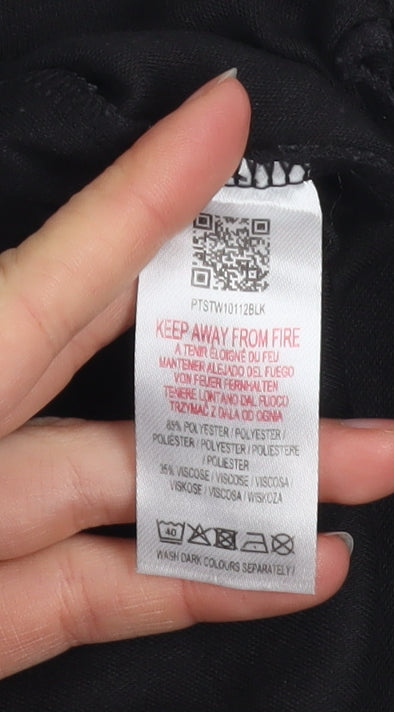 PTSTW10112BLK
KEEP AWAY FROM FIRE
A TENIR ÉLOIGNÉ DU FEU
MANTENER ALEJADO DEL FUEGO
VON FEUER FERNHALTEN
TENERE LONTANO DAL FUOCO
TRZYMAĆ Z DALA OD OGNIA
65% POLYESTER / POLYESTER /
POLIÉSTER / POLYESTER / POLIESTERE
/ POLIESTER
35% VISCOSE / VISCOSE / VISCOSA /
VISKOSE / VISCOSA / WISKOZA
40
WASH DARK COLOURS SEPARATELY /